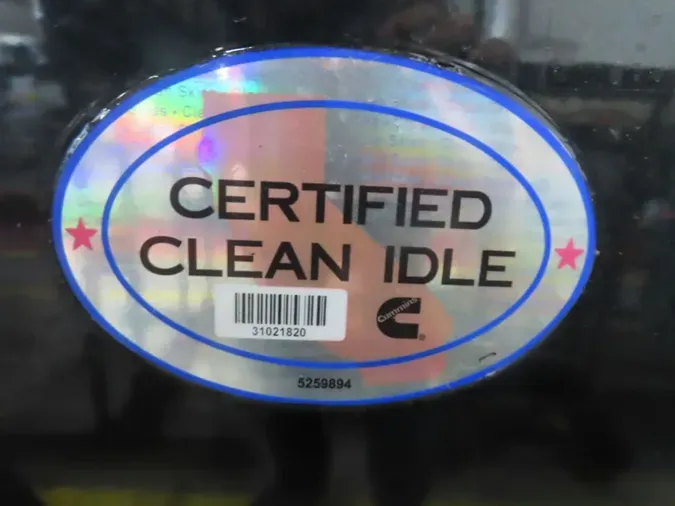 CERTIFIED
CLEAN IDLE
31021820
Cummins
5259894